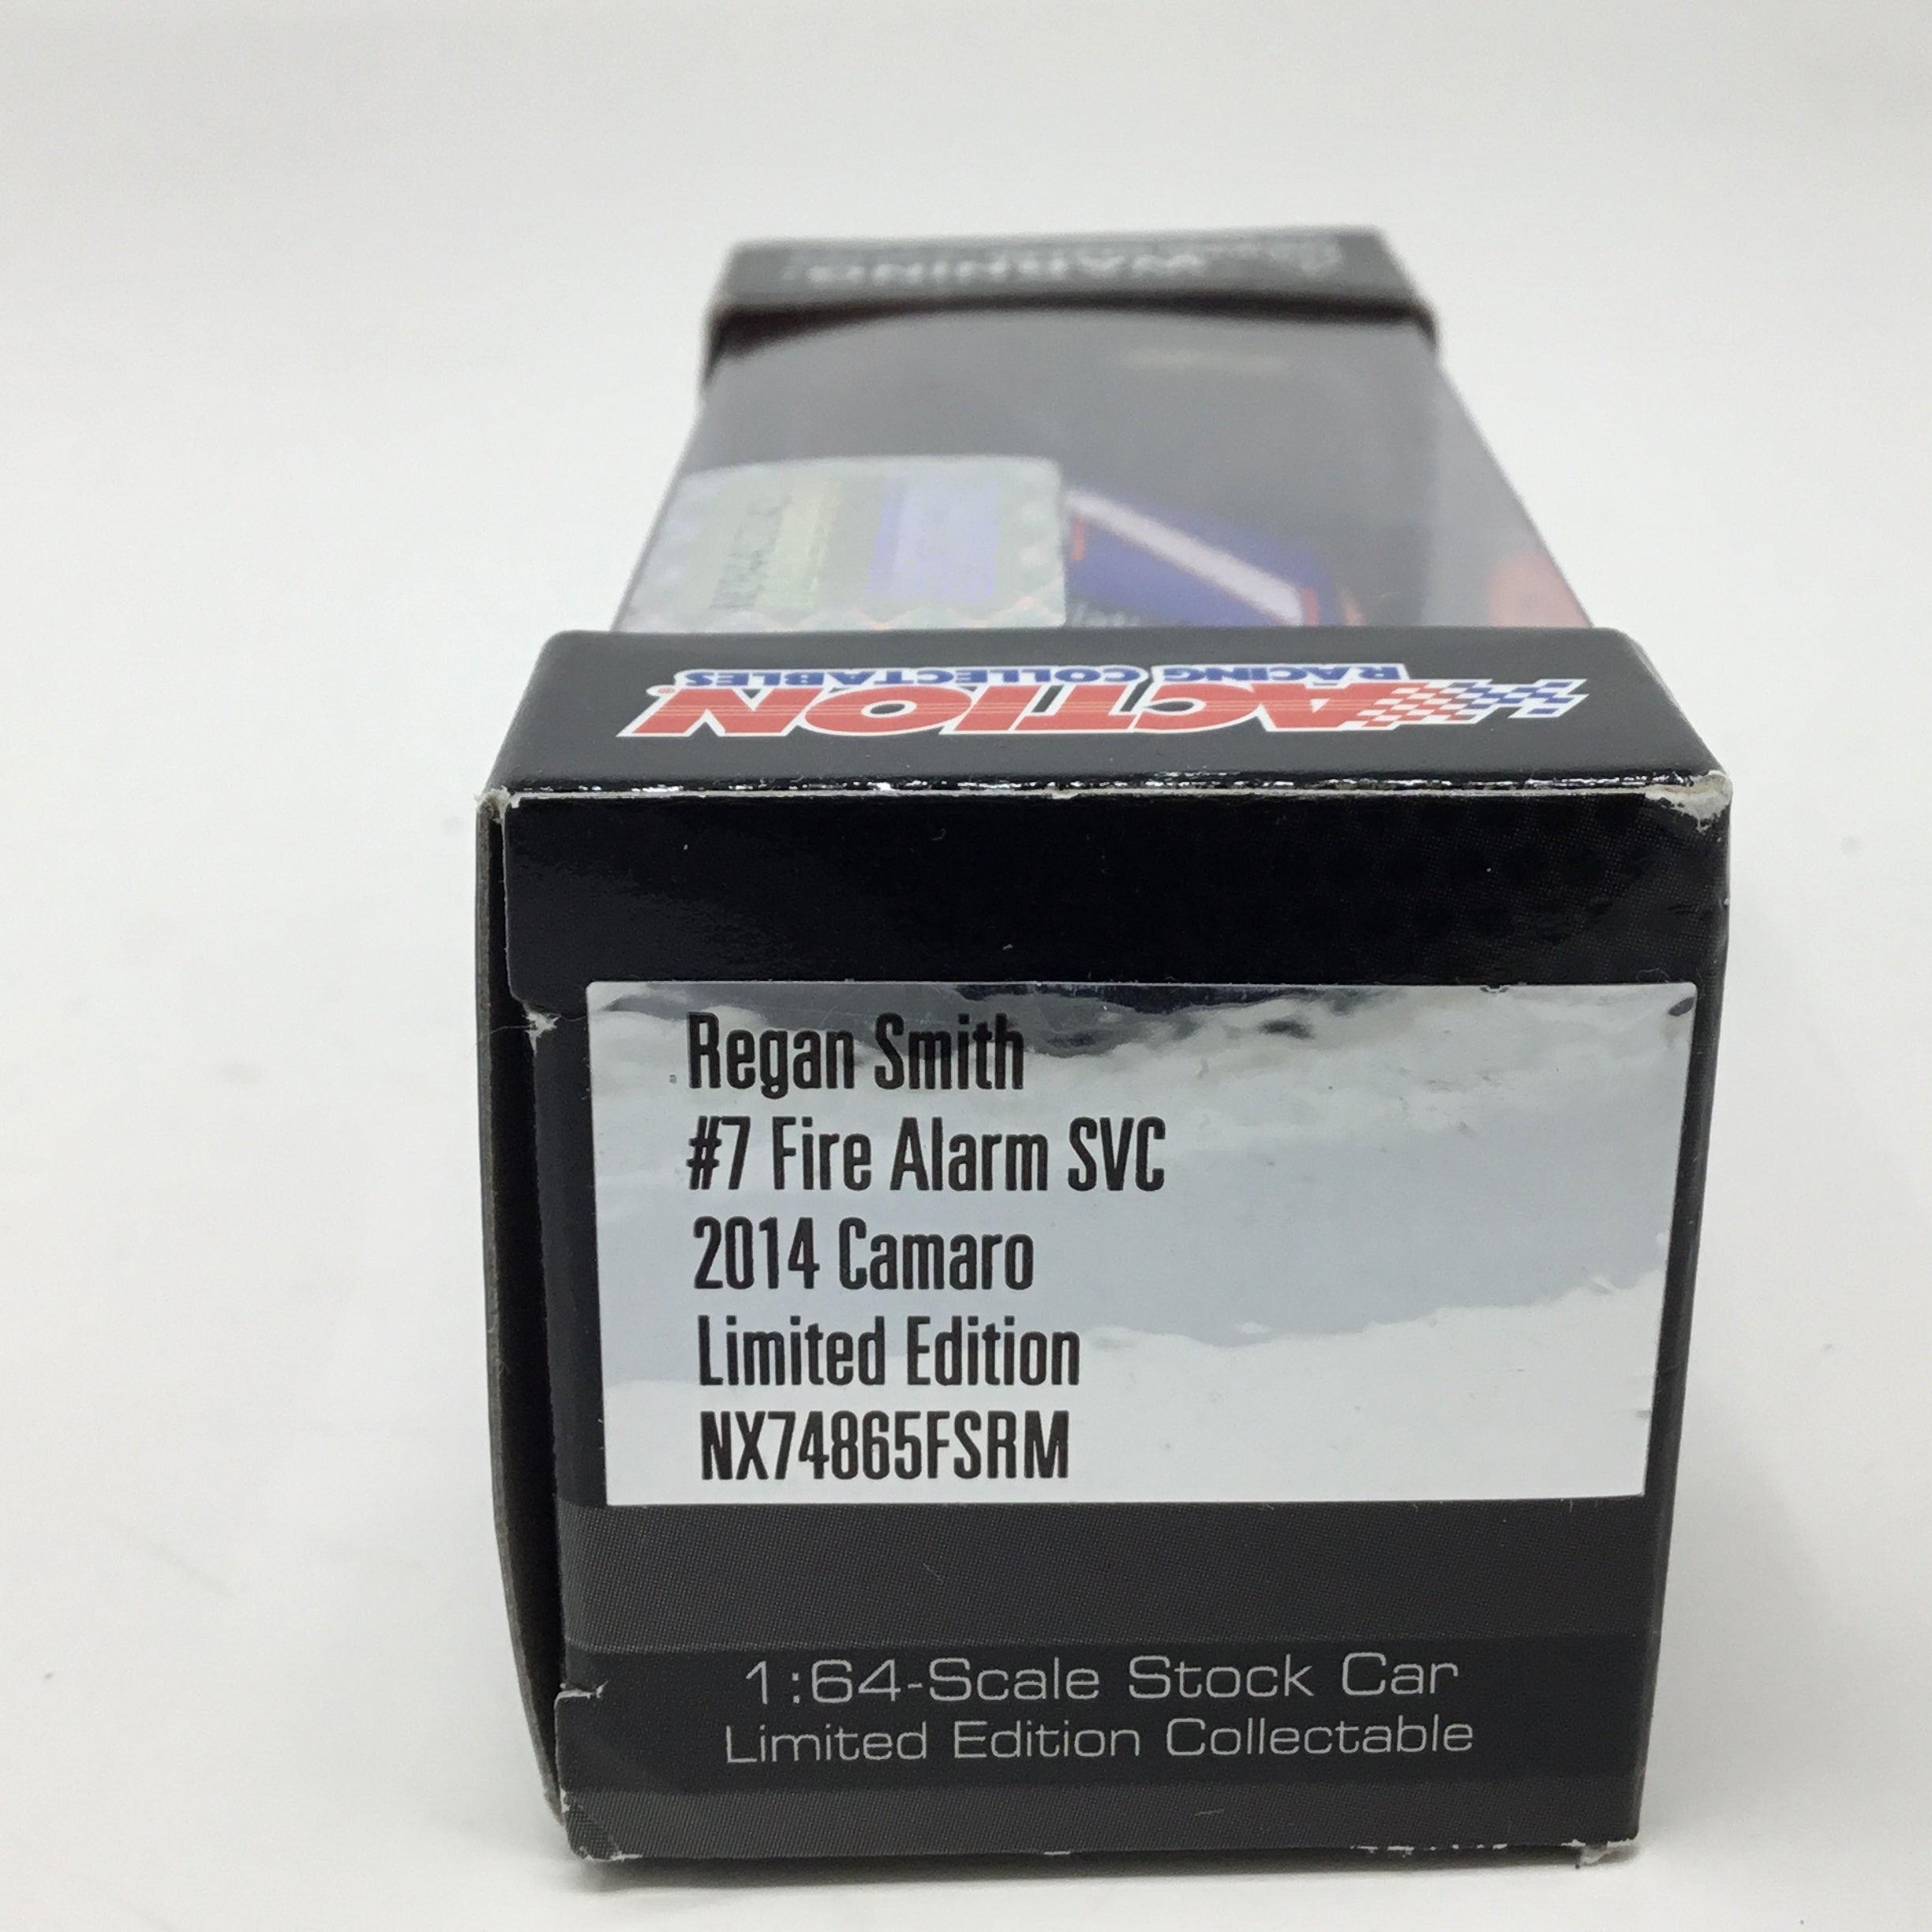 WARNING
ACTION
RACING COLLECTABLES
Regan Smith
#7 Fire Alarm SVC
2014 Camaro
Limited Edition
NX74865FSRM
1:64-Scale Stock Car
Limited Edition Collectable